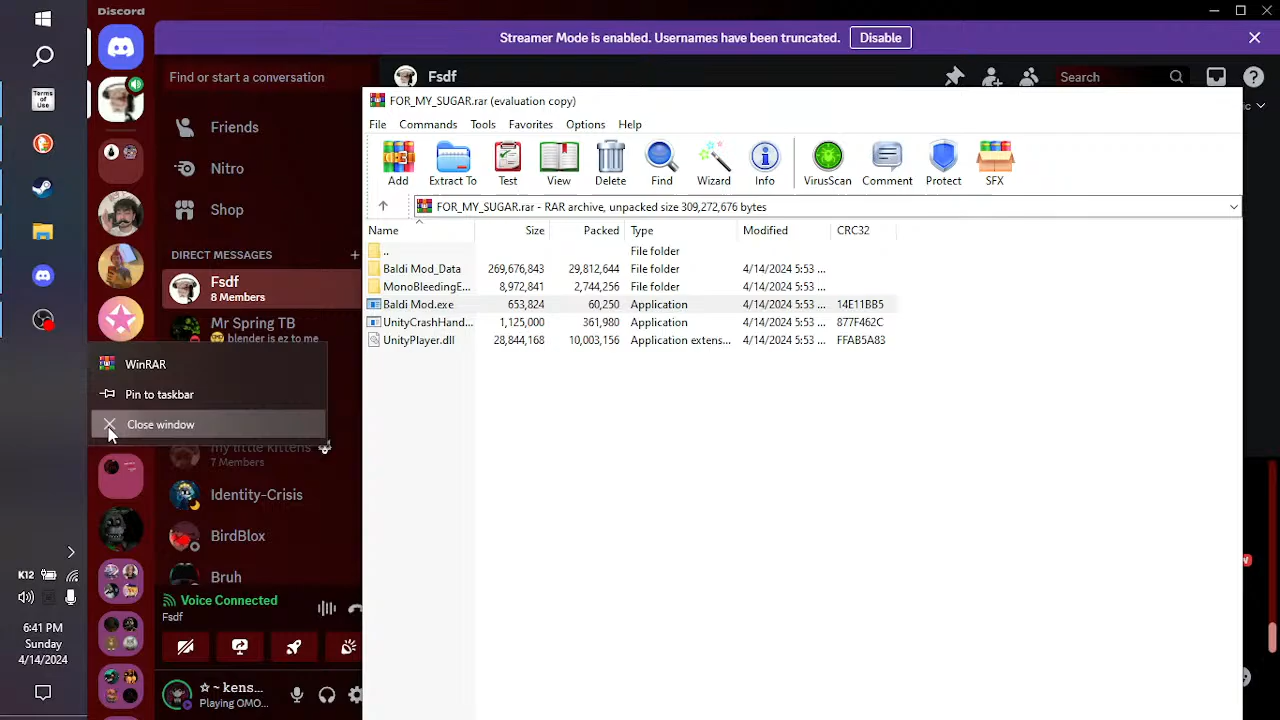 Discord
Streamer Mode is enabled. Usernames have been truncated.
Disable
Find or start a conversation
Fsdf
Search
Terms
of
Use
Friends
Nitro
Shop
DIRECT MESSAGES
Fsdf
8 Members
Mr Spring TB
blender is ez to me
WinRAR
Pin to taskbar
Close window
my little kittens
7 Members
Identity-Crisis
BirdBlox
Bruh
Voice Connected
Fsdf
☆ ~ kens...
Playing OMO...
K12
6:41 PM
Sunday
4/14/2024
FOR_MY_SUGAR.rar (evaluation copy)
File Commands Tools Favorites Options Help
Add Extract To Test View Delete Find Wizard Info VirusScan Comment Protect SFX
FOR_MY_SUGAR.rar - RAR archive, unpacked size 309,272,676 bytes
Name Size Packed Type Modified CRC32
.. File folder
Baldi Mod_Data 269,676,843 29,812,644 File folder 4/14/2024 5:53 ...
MonoBleedingE... 8,972,841 2,744,256 File folder 4/14/2024 5:53 ...
Baldi Mod.exe 653,824 60,250 Application 4/14/2024 5:53 ... 14E11BB5
UnityCrashHand... 1,125,000 361,980 Application 4/14/2024 5:53 ... 877F462C
UnityPlayer.dll 28,844,168 10,003,156 Application extens... 4/14/2024 5:53 ... FFAB5A83